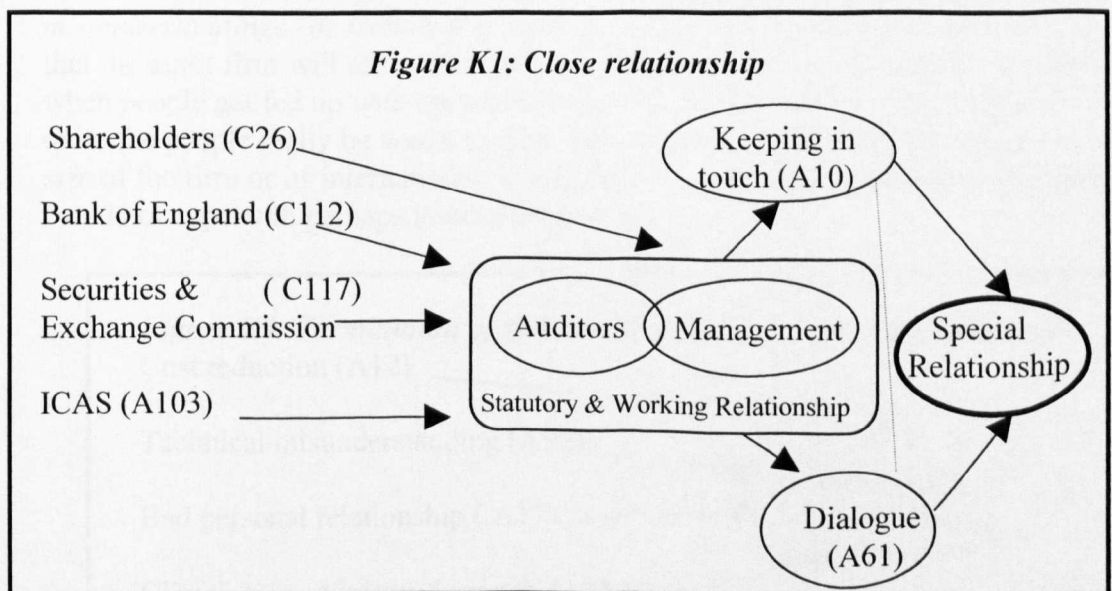 Figure K1: Close relationship
Shareholders (C26)
Bank of England (C112)
Securities & ( C117)
Exchange Commission
ICAS (A103)
Keeping in
touch (A10)
Auditors
Management
Statutory & Working Relationship
Special
Relationship
Dialogue
(A61)